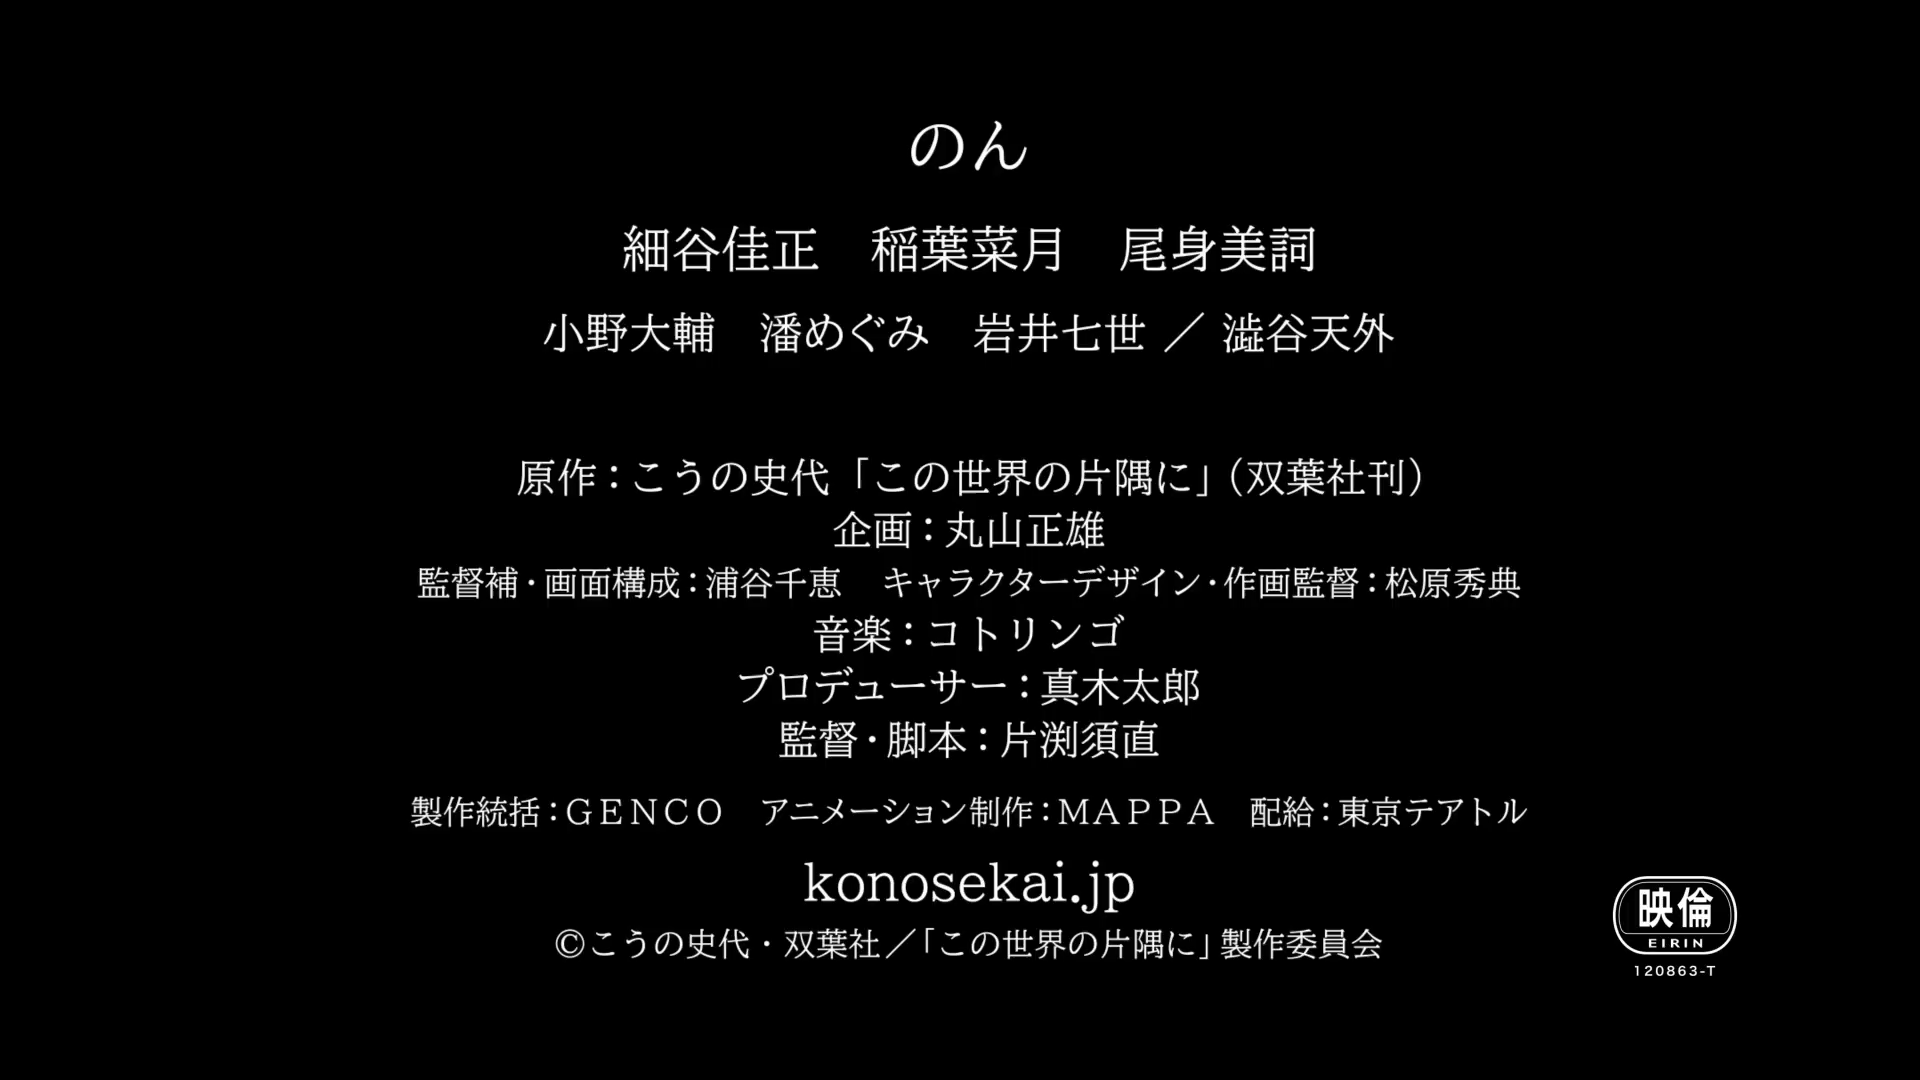 のん
細谷佳正　稲葉菜月　尾身美詞
小野大輔　潘めぐみ　岩井七世 ／ 澁谷天外
原作：こうの史代「この世界の片隅に」（双葉社刊）
企画：丸山正雄
監督補・画面構成：浦谷千恵　キャラクターデザイン・作画監督：松原秀典
音楽：コトリンゴ
プロデューサー：真木太郎
監督・脚本：片渕須直
製作統括：ＧＥＮＣＯ　アニメーション制作：ＭＡＰＰＡ　配給：東京テアトル
konosekai.jp
©こうの史代・双葉社／「この世界の片隅に」製作委員会
映倫
EIRIN
120863-T